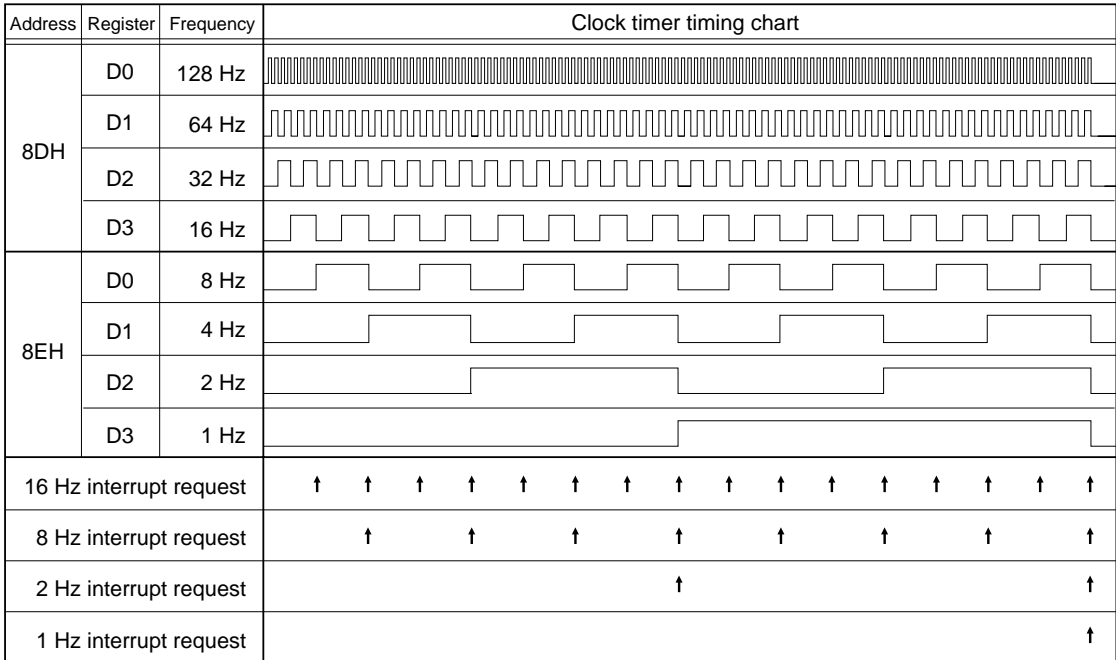 Address Register Frequency Clock timer timing chart
8DH
D0 128 Hz
D1 64 Hz
D2 32 Hz
D3 16 Hz
8EH
D0 8 Hz
D1 4 Hz
D2 2 Hz
D3 1 Hz
16 Hz interrupt request
8 Hz interrupt request
2 Hz interrupt request
1 Hz interrupt request